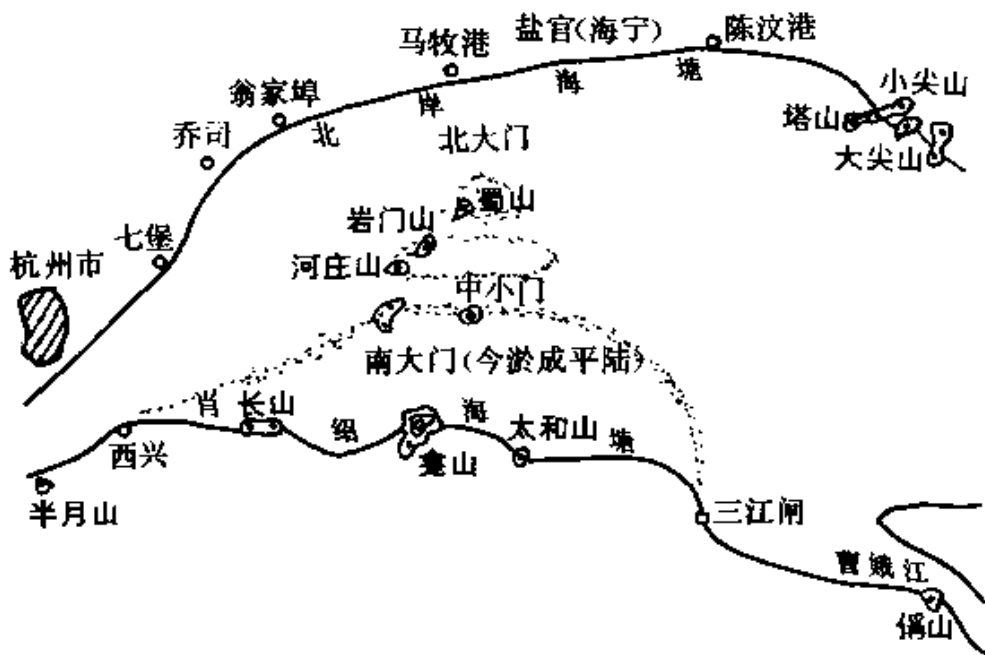 盐官(海宁)
陈汶港
马牧港
小尖山
翁家埠
北岸海塘
塔山
乔司
北大门
大尖山
蜀山
岩门山
七堡
河庄山
杭州市
中小门
南大门(今淤成平陆)
肖绍海塘
长山
太和山
西兴
龛山
半月山
三江闸
曹娥江
偁山